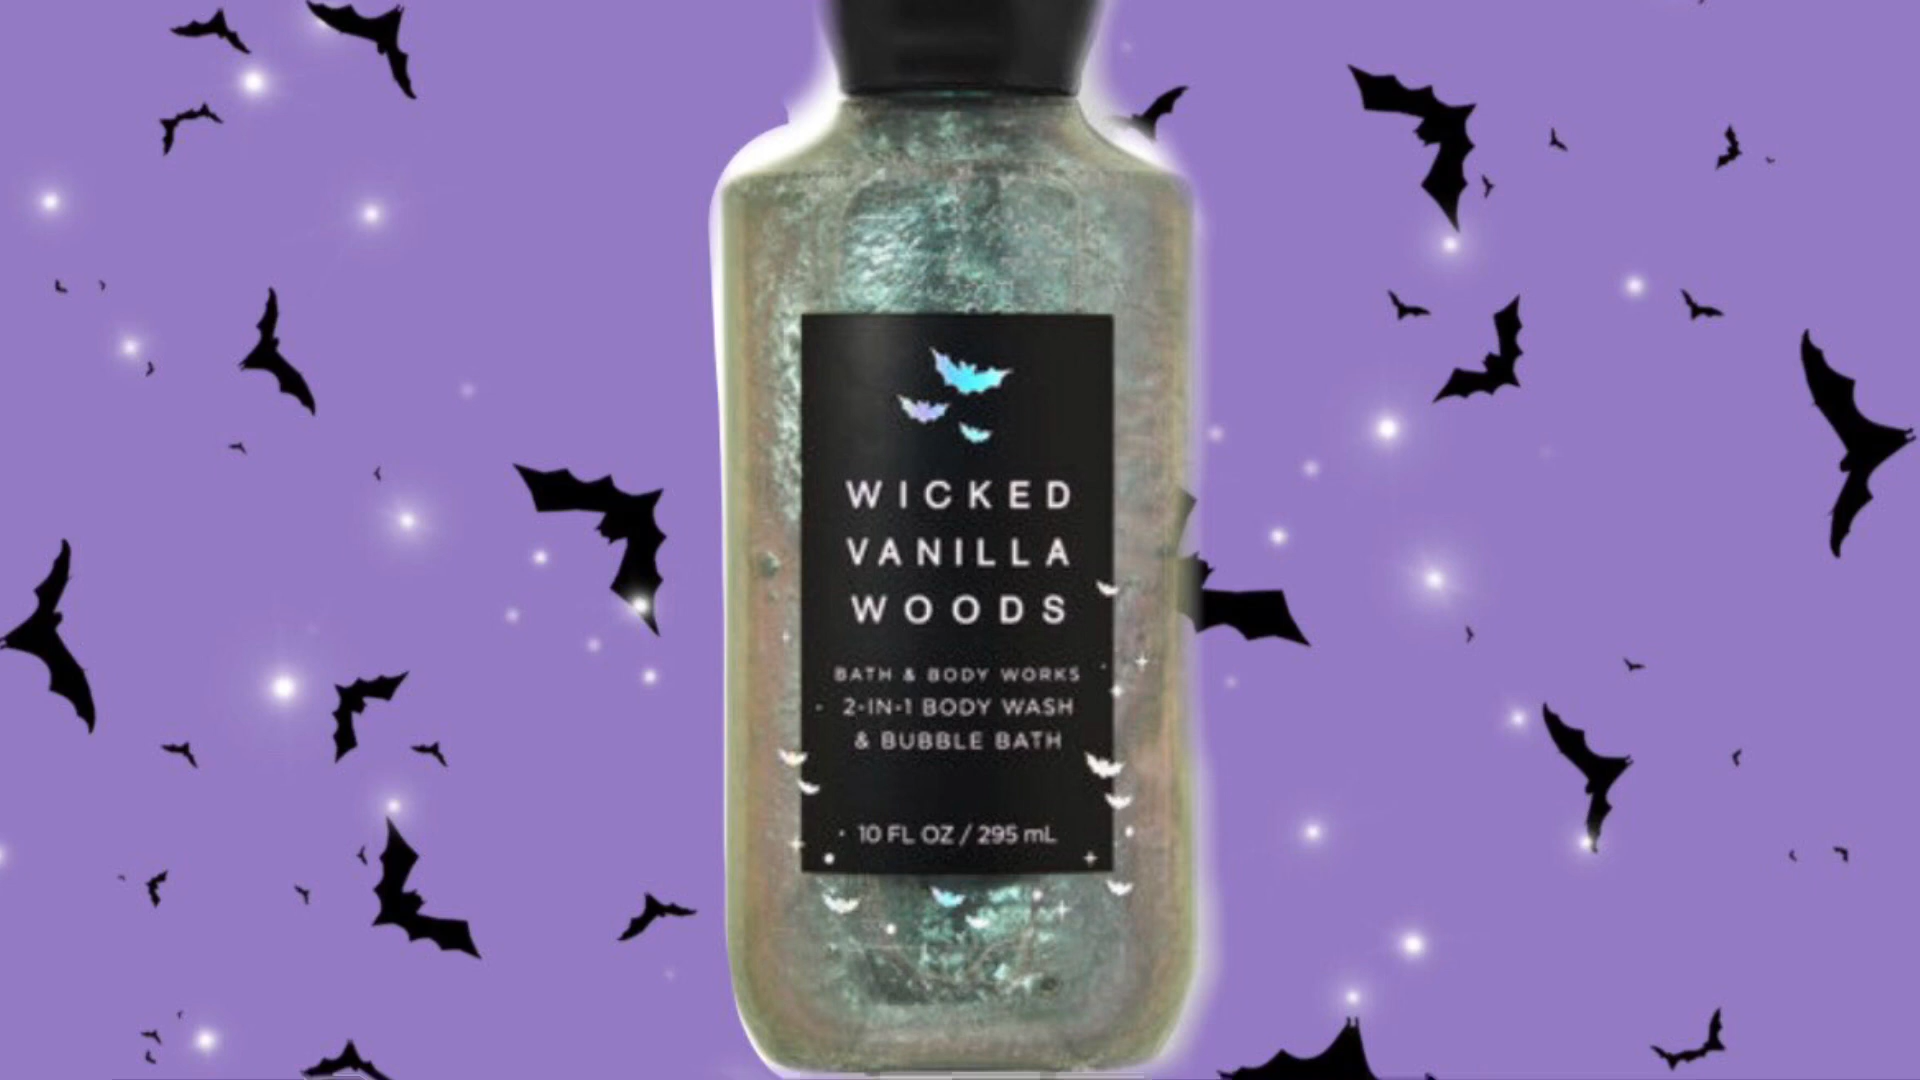 WICKED
VANILLA
WOODS
BATH & BODY WORKS
2-IN-1 BODY WASH
& BUBBLE BATH
10 FL OZ / 295 mL